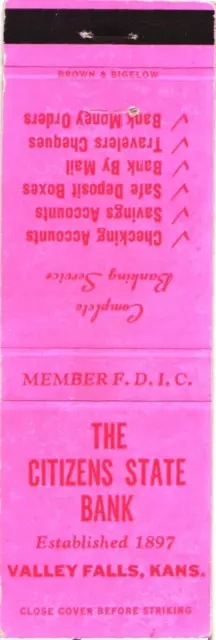 BROWN & BIGELOW
Complete
Banking Service
✓ Checking Accounts
✓ Savings Accounts
✓ Safe Deposit Boxes
✓ Bank By Mail
✓ Travelers Cheques
✓ Bank Money Orders
MEMBER F. D. I. C.
THE
CITIZENS STATE
BANK
Established 1897
VALLEY FALLS, KANS.
CLOSE COVER BEFORE STRIKING